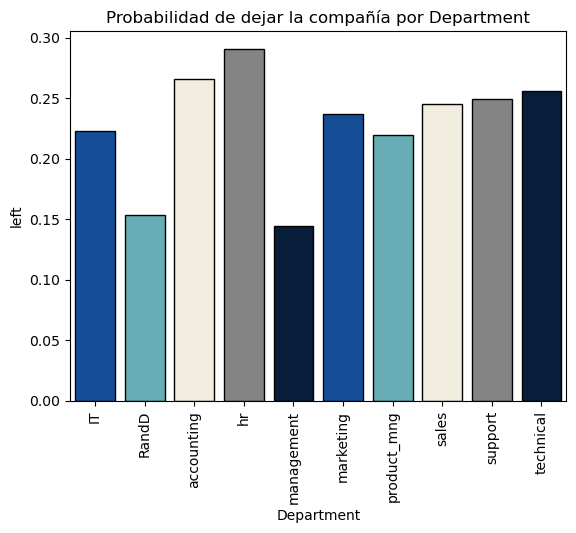 Probabilidad de dejar la compañía por Department
0.30
0.25
0.20
0.15
0.10
0.05
0.00
left
IT
RandD
accounting
hr
management
marketing
product_mng
sales
support
technical
Department